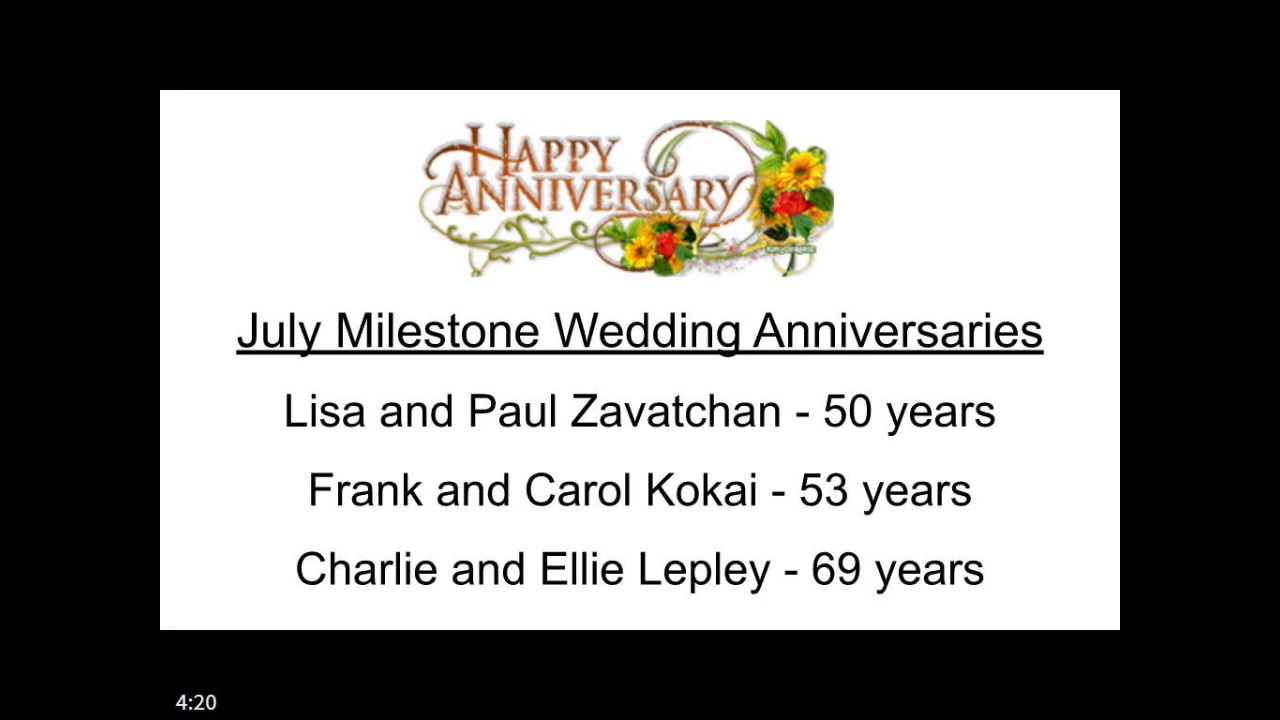 HAPPY
ANNIVERSARY
July Milestone Wedding Anniversaries
Lisa and Paul Zavatchan - 50 years
Frank and Carol Kokai - 53 years
Charlie and Ellie Lepley - 69 years
4:20